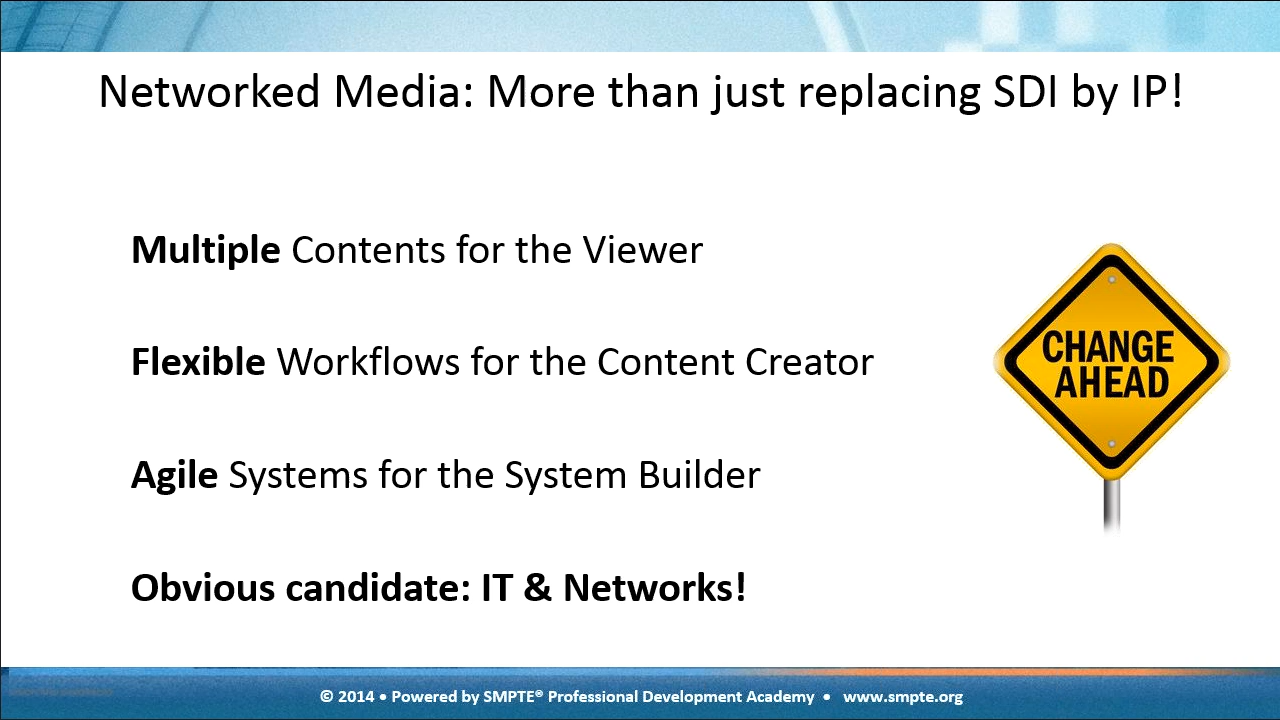 Networked Media: More than just replacing SDI by IP!
Multiple Contents for the Viewer
Flexible Workflows for the Content Creator
Agile Systems for the System Builder
Obvious candidate: IT & Networks!
CHANGE
AHEAD
© 2014 • Powered by SMPTE® Professional Development Academy • www.smpte.org